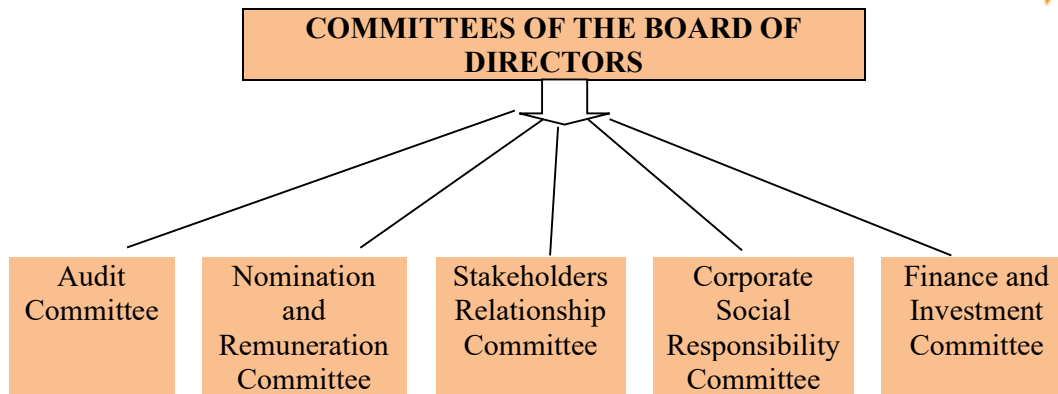 COMMITTEES OF THE BOARD OF
DIRECTORS
Audit
Committee
Nomination
and
Remuneration
Committee
Stakeholders
Relationship
Committee
Corporate
Social
Responsibility
Committee
Finance and
Investment
Committee